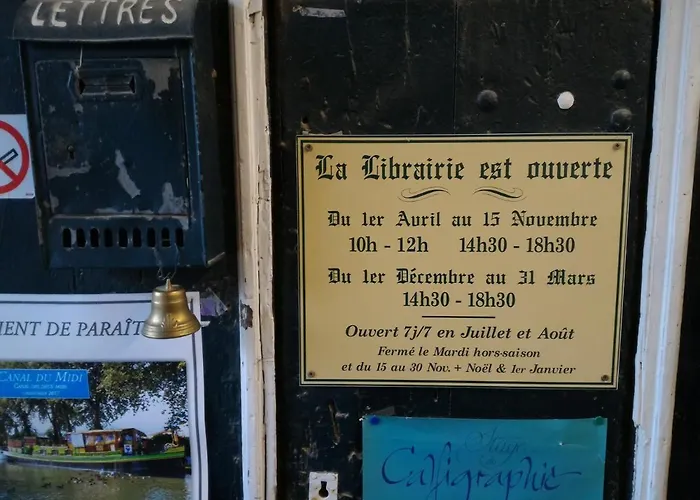 LETTRES
La Librairie est ouverte
Du 1er Avril au 15 Novembre
10h - 12h 14h30 - 18h30
Du 1er Décembre au 31 Mars
14h30 - 18h30
Ouvert 7j/7 en Juillet et Août
Fermé le Mardi hors-saison
et du 15 au 30 Nov. + Noël & 1er Janvier
MENT DE PARAÎT
CANAL DU MIDI
Calligraphie